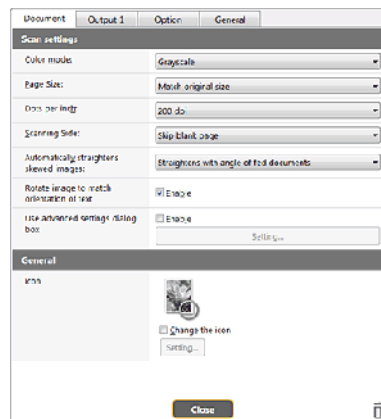 Document Output 1 Option General
Scan settings
Color mode: Grayscale
Page Size: Match original size
Dots per inch: 200 dpi
Scanning Side: Skip blank page
Automatically straightens skewed images: Straightens with angle of fed documents
Rotate image to match
orientation of text Enable
Use advanced settings dialog
box Enable
Setting...
General
Icon
Change the icon
Setting...
Close